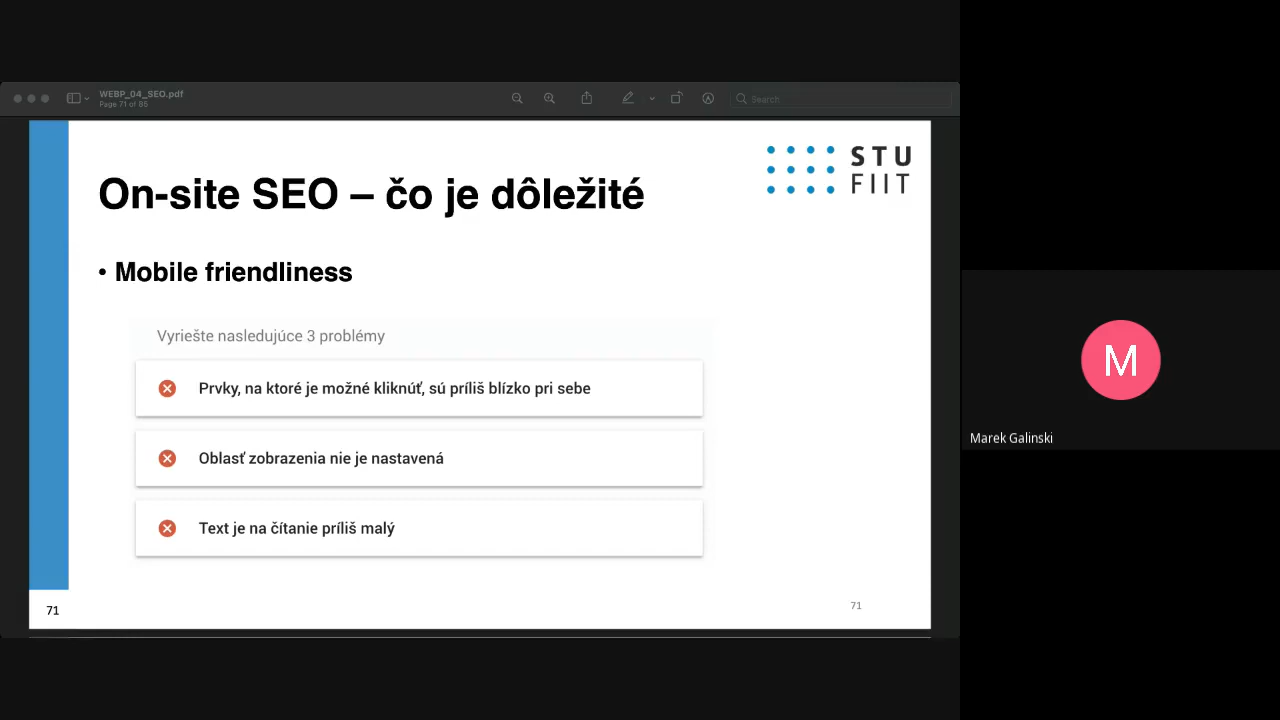 WEBP_04_SEO.pdf
Page 71 of 85
Search
STU
FIIT
On-site SEO – čo je dôležité
• Mobile friendliness
Vyriešte nasledujúce 3 problémy
Prvky, na ktoré je možné kliknúť, sú príliš blízko pri sebe
Oblasť zobrazenia nie je nastavená
Text je na čítanie príliš malý
71
71
M
Marek Galinski